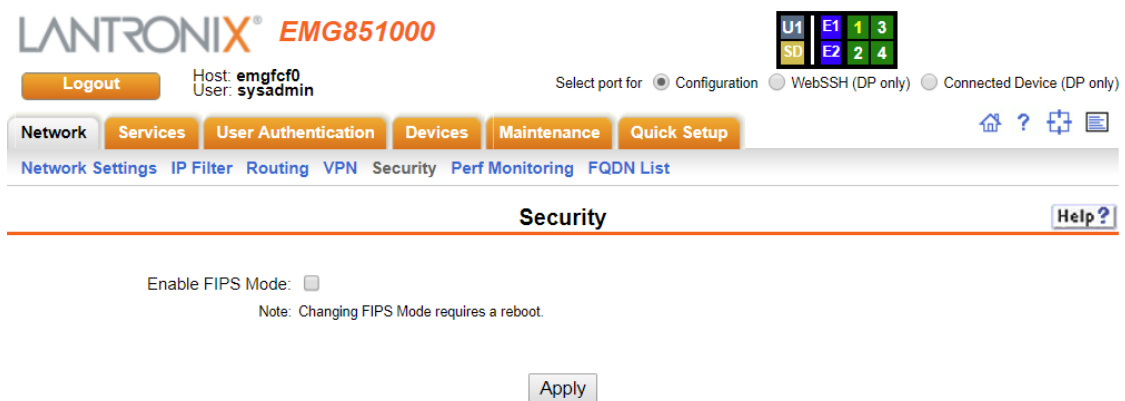 LANTRONIX® EMG851000
U1 E1 1 3
SD E2 2 4
Logout
Host: emgfcf0
User: sysadmin
Select port for Configuration WebSSH (DP only) Connected Device (DP only)
Network Services User Authentication Devices Maintenance Quick Setup
?
Network Settings IP Filter Routing VPN Security Perf Monitoring FQDN List
Security
Help?
Enable FIPS Mode:
Note: Changing FIPS Mode requires a reboot.
Apply